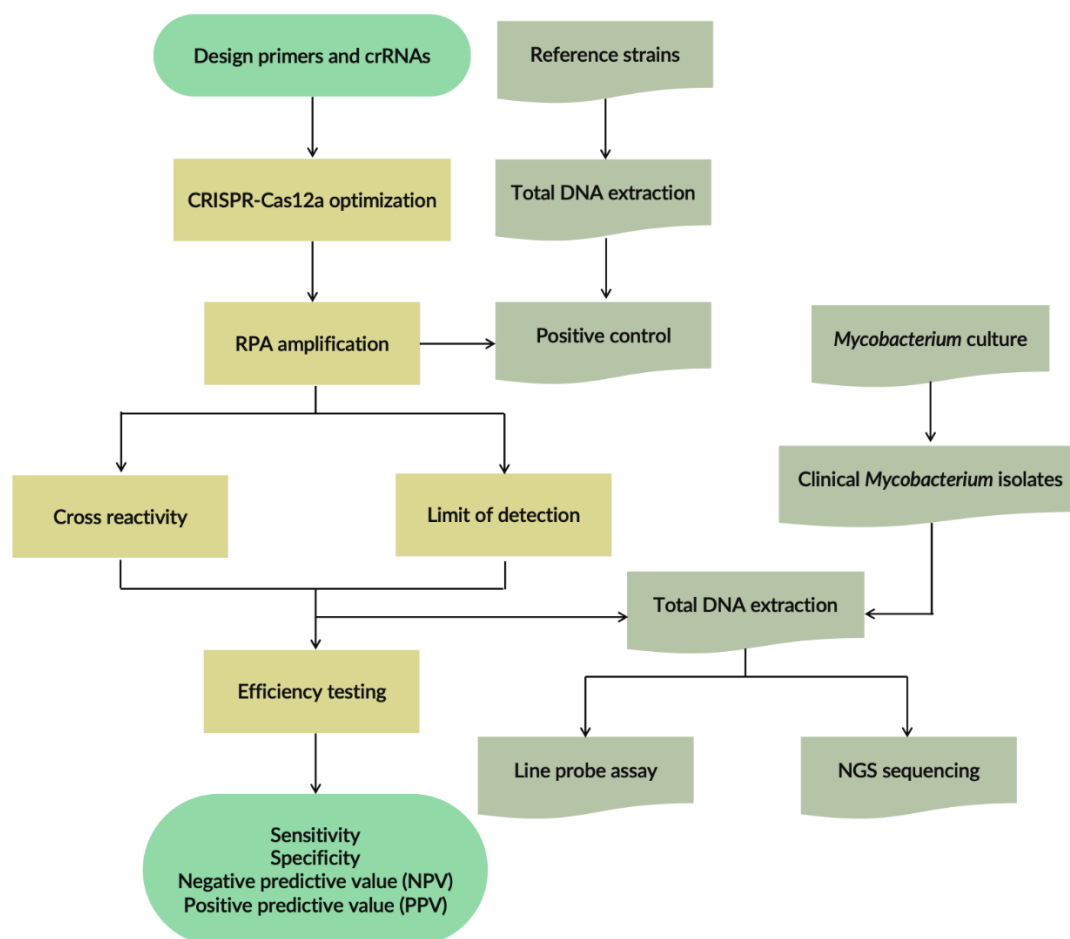 Design primers and crRNAs
Reference strains
CRISPR-Cas12a optimization
Total DNA extraction
RPA amplification
Positive control
Mycobacterium culture
Cross reactivity
Limit of detection
Clinical Mycobacterium isolates
Total DNA extraction
Efficiency testing
Line probe assay
NGS sequencing
Sensitivity
Specificity
Negative predictive value (NPV)
Positive predictive value (PPV)